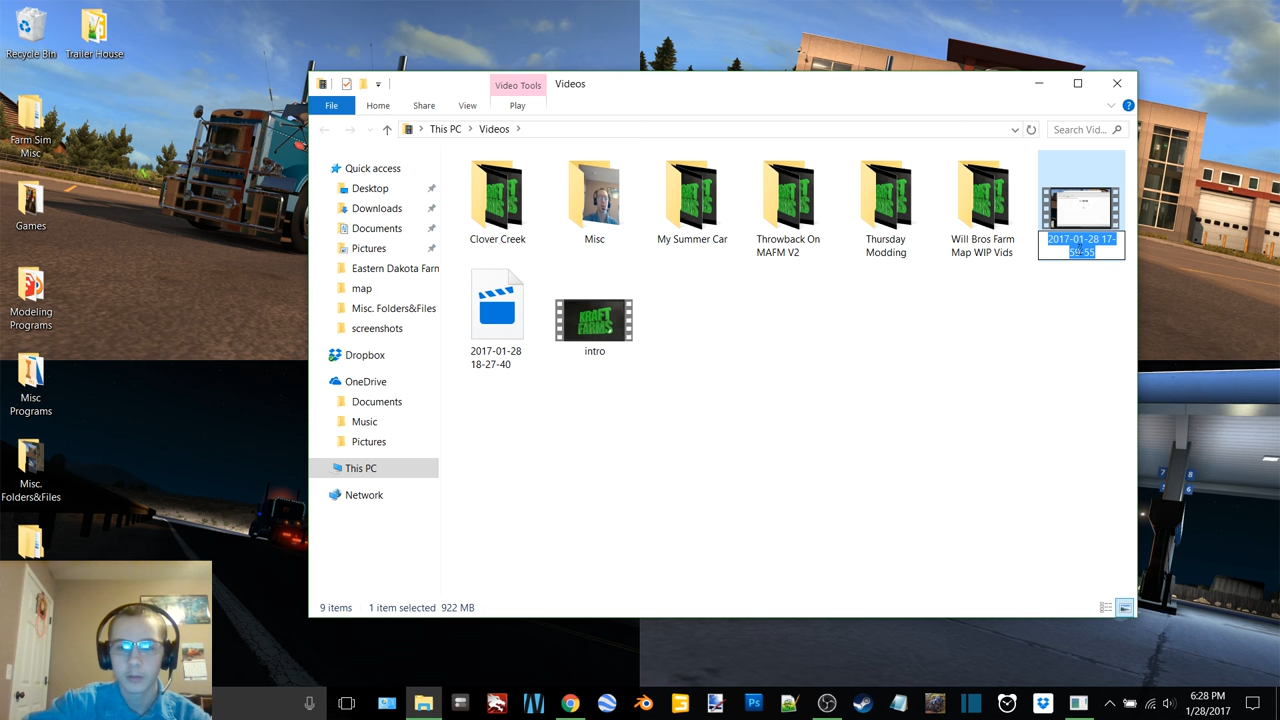 Recycle Bin
Trailer House
Farm Sim
Misc
Games
Modeling
Programs
Misc
Programs
Misc.
Folders&Files
Video Tools
Videos
File
Home
Share
View
Play
This PC
Videos
Search Vid...
Quick access
Desktop
Downloads
Documents
Pictures
Eastern Dakota Farm
map
Misc. Folders&Files
screenshots
Dropbox
OneDrive
Documents
Music
Pictures
This PC
Network
Clover Creek
Misc
My Summer Car
Throwback On
MAFM V2
Thursday
Modding
Will Bros Farm
Map WIP Vids
2017-01-28 17-
59-55
2017-01-28
18-27-40
KRAFT
FARMS
intro
9 items
1 item selected 922 MB
7 8
5 6
6:28 PM
1/28/2017